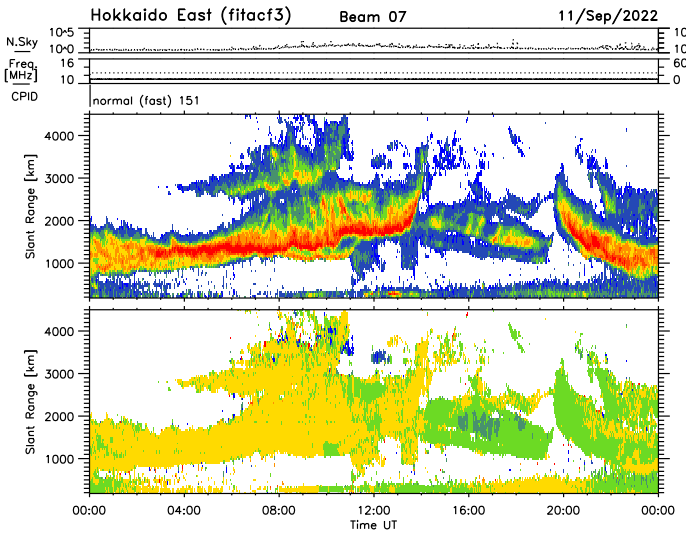 Hokkaido East (fitacf3) Beam 07 11/Sep/2022
N.Sky 10^5 10^0 10 10
Freq. [MHz] 16 10 60 0
CPID normal (fast) 151
Slant Range [km] 4000 3000 2000 1000
Slant Range [km] 4000 3000 2000 1000
00:00 04:00 08:00 12:00 16:00 20:00 00:00
Time UT